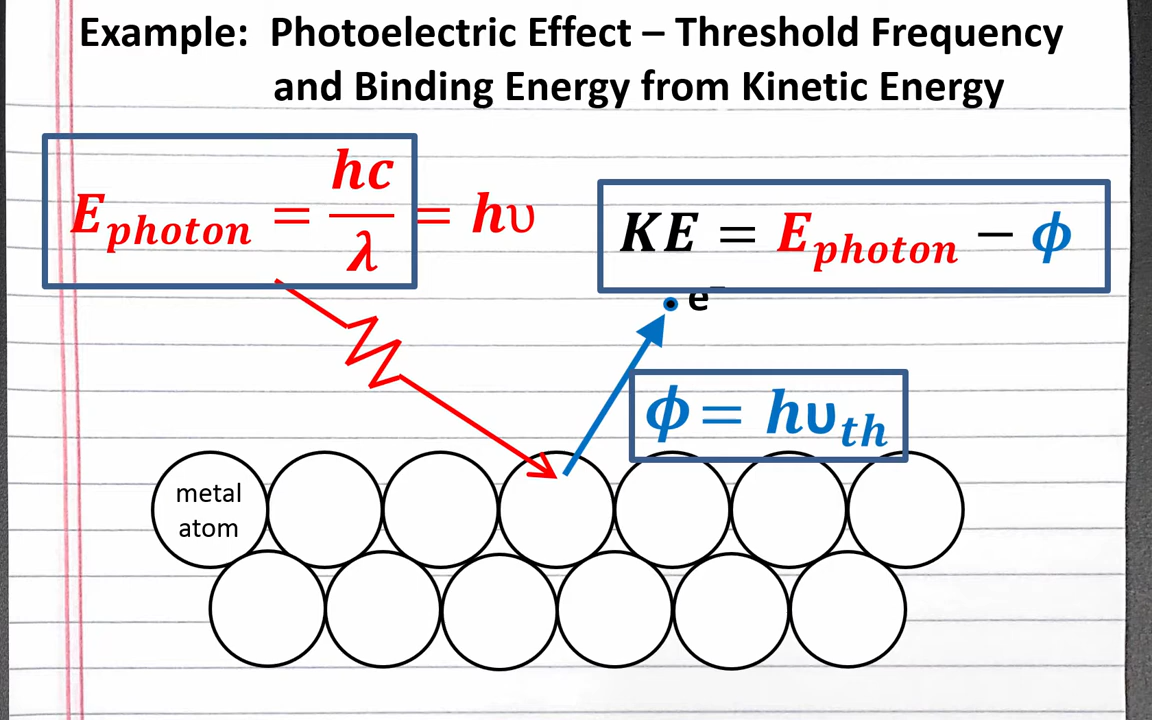 Example: Photoelectric Effect – Threshold Frequency
and Binding Energy from Kinetic Energy
E_photon = hc/λ = hυ
KE = E_photon − ϕ
e⁻
ϕ = hυ_th
metal
atom